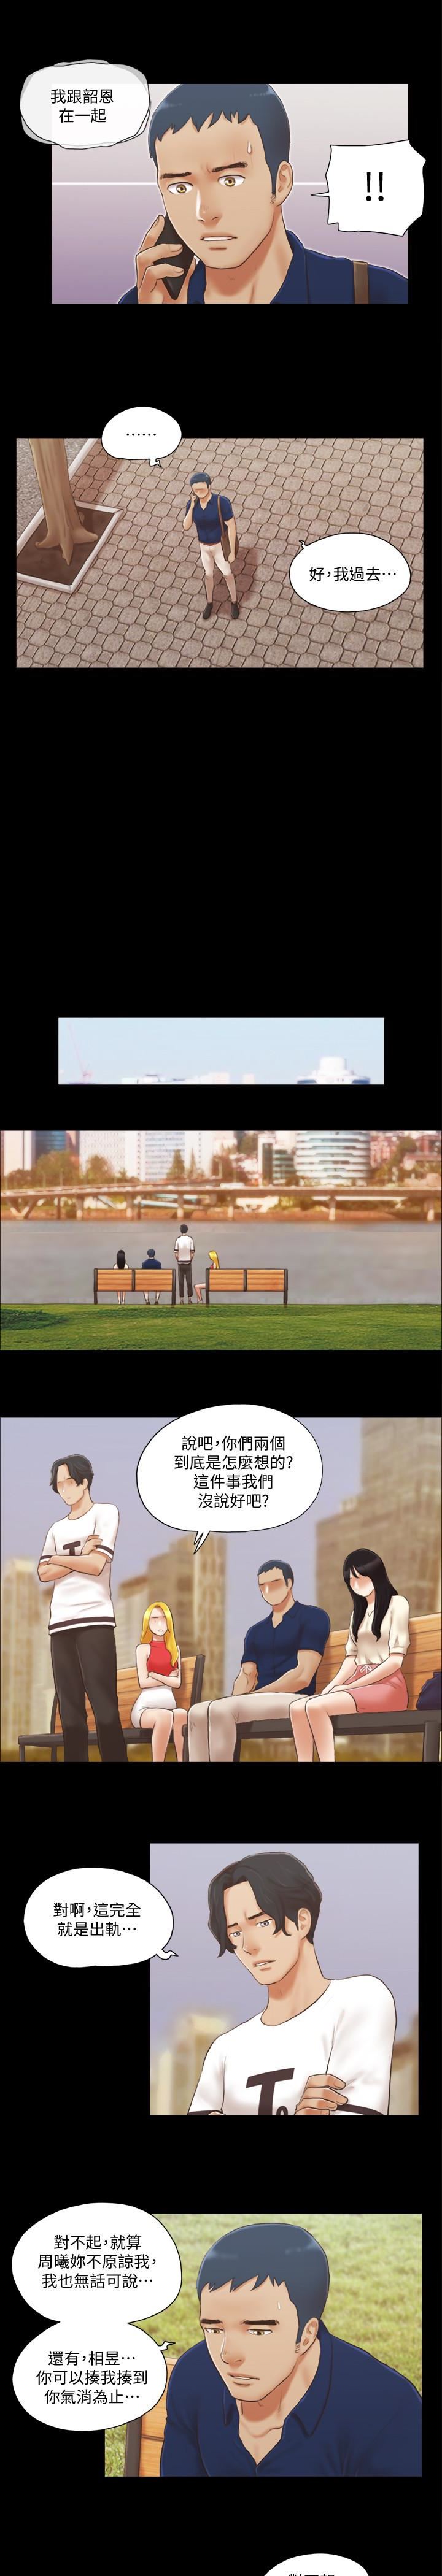 我跟韶恩
在一起
!!
……
好,我過去…
說吧,你們兩個
到底是怎麼想的?
這件事我們
沒說好吧?
對啊,這完全
就是出軌…
對不起,就算
周曦妳不原諒我,
我也無話可說…
還有,相昱…
你可以揍我揍到
你氣消為止…